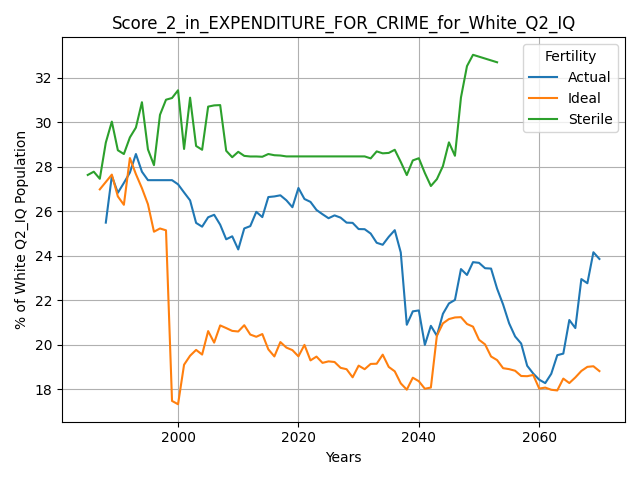 Score_2_in_EXPENDITURE_FOR_CRIME_for_White_Q2_IQ
Fertility
Actual
Ideal
Sterile
% of White Q2_IQ Population
32
30
28
26
24
22
20
18
2000
2020
2040
2060
Years